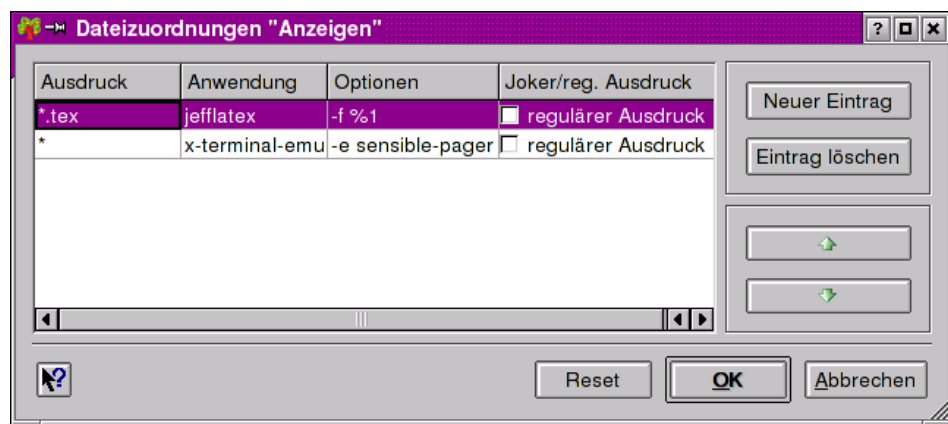 Dateizuordnungen "Anzeigen"
Ausdruck Anwendung Optionen Joker/reg. Ausdruck
*.tex jefflatex -f %1 regulärer Ausdruck
* x-terminal-emu -e sensible-pager regulärer Ausdruck
Neuer Eintrag
Eintrag löschen
Reset OK Abbrechen